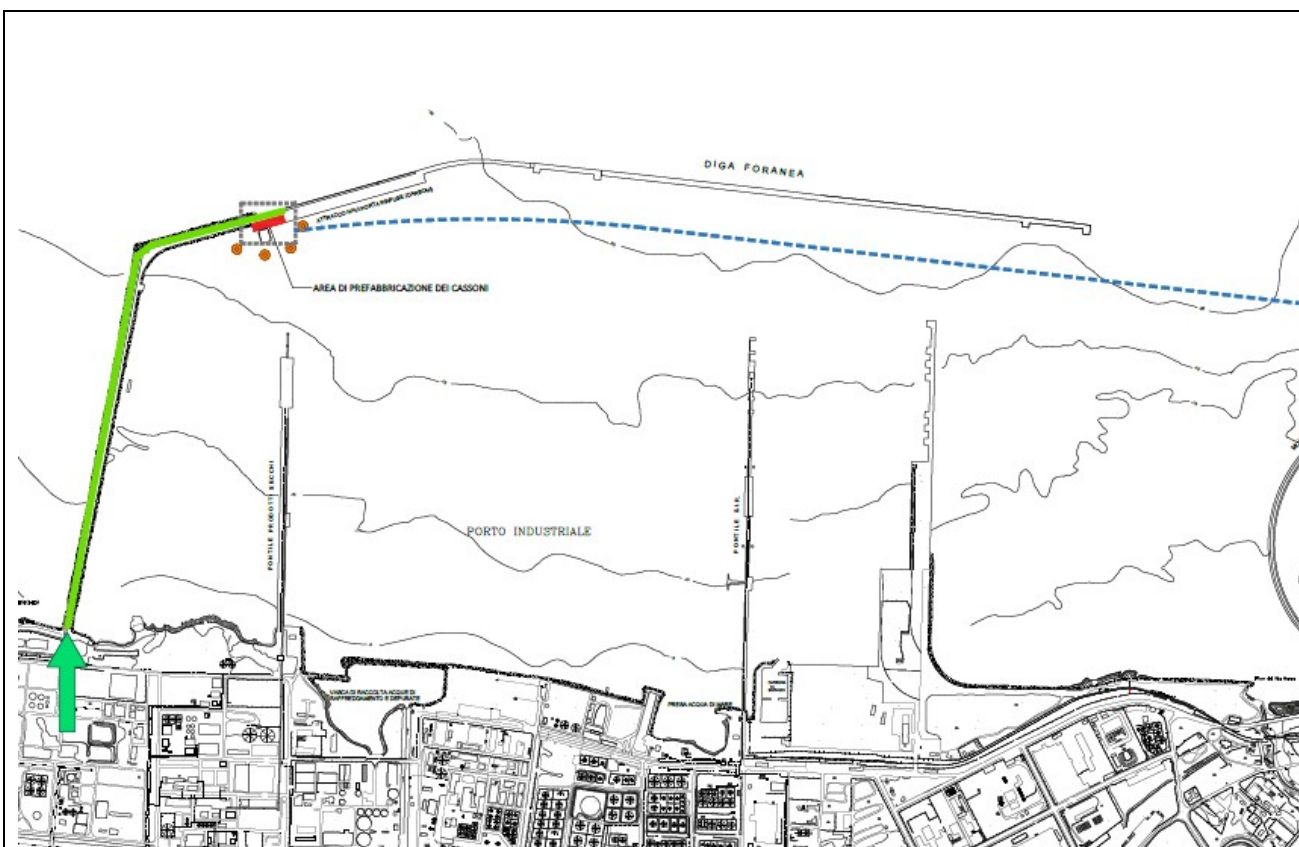 DIGA FORANEA
AREA DI PREFABBRICAZIONE DEI CASSONI
PONTILE PRODOTTI SECCHI
PORTO INDUSTRIALE
PONTILE S.I.R.
VASCA DI RACCOLTA ACQUE DI
RAFFREDDAMENTO E DEPURATE
PRESA ACQUA DI MARE